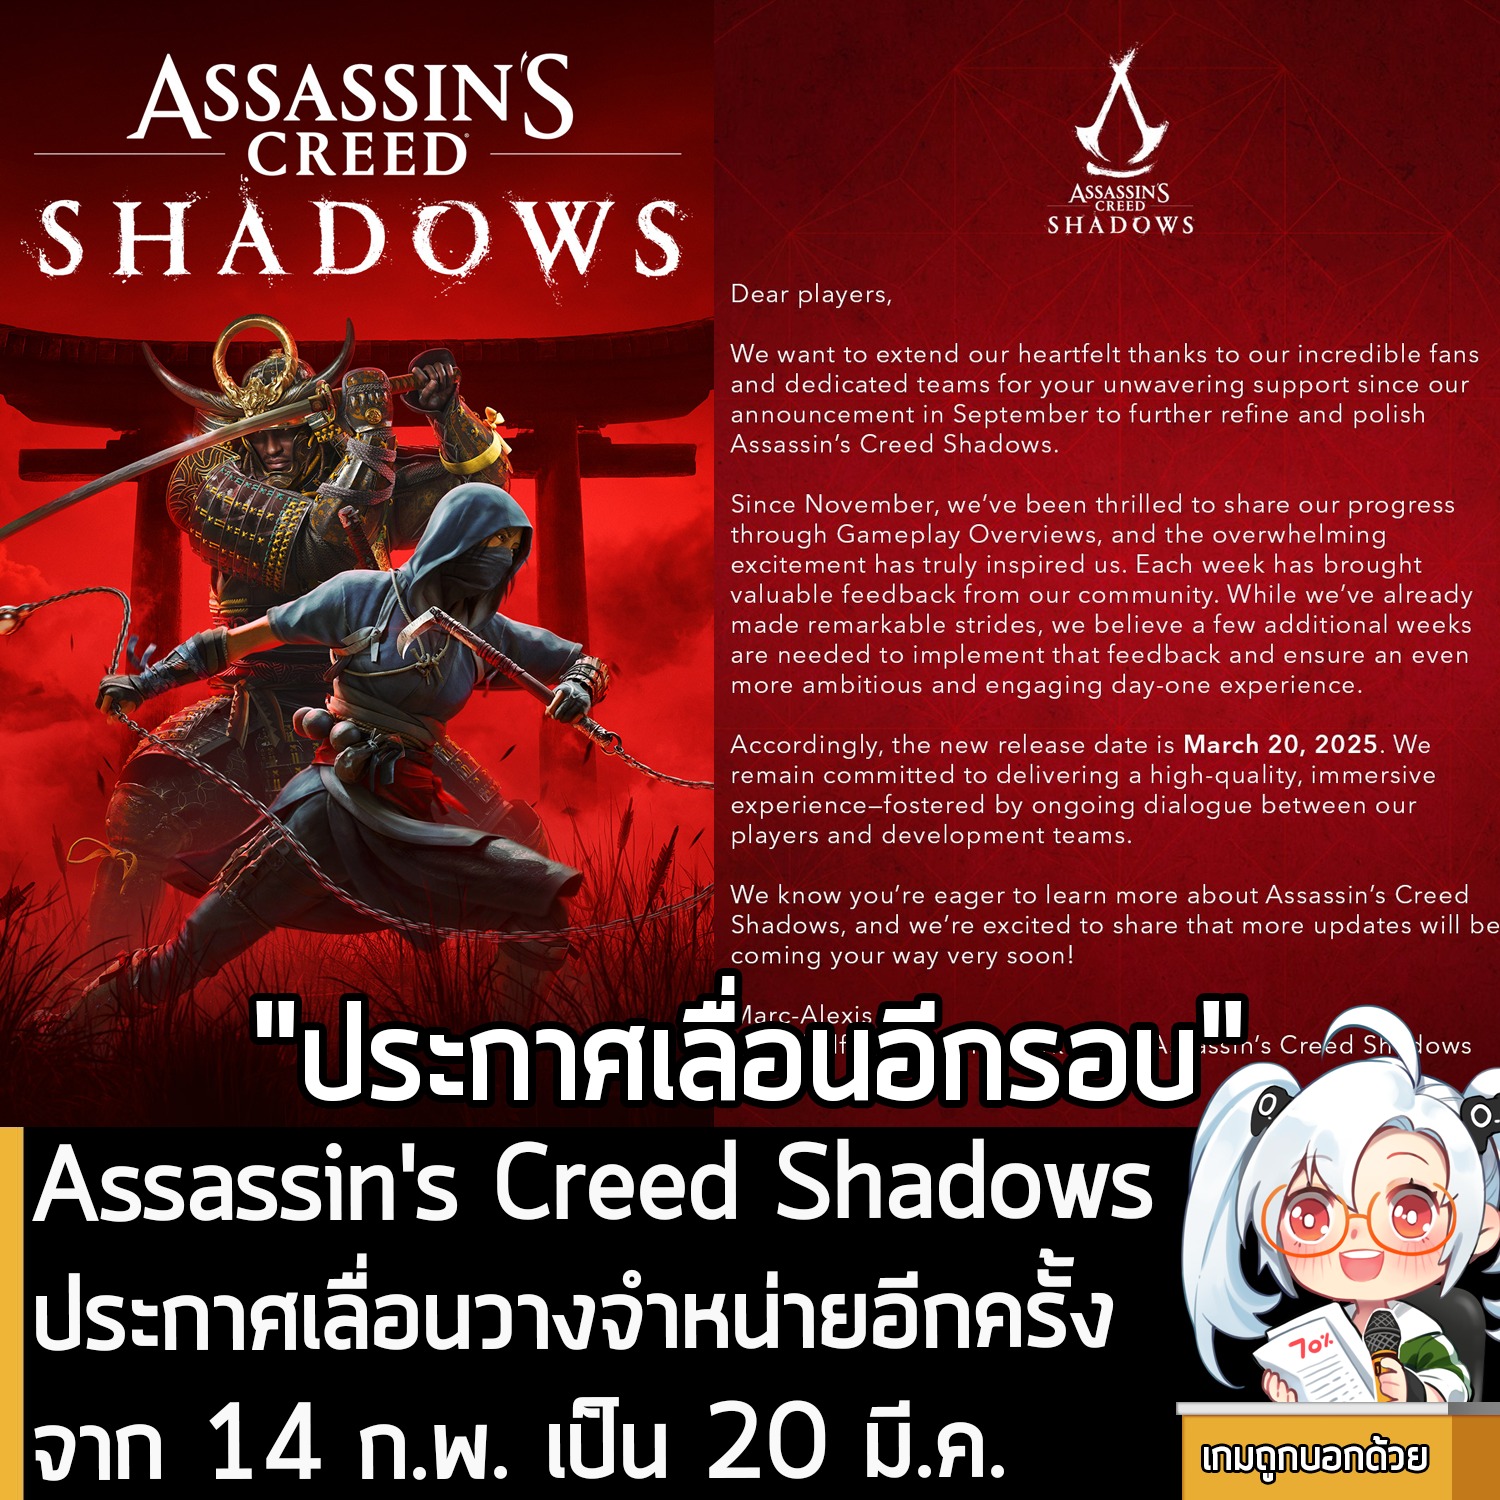 ASSASSIN'S
CREED
SHADOWS
ASSASSIN'S
CREED
SHADOWS
Dear players,
We want to extend our heartfelt thanks to our incredible fans
and dedicated teams for your unwavering support since our
announcement in September to further refine and polish
Assassin's Creed Shadows.
Since November, we've been thrilled to share our progress
through Gameplay Overviews, and the overwhelming
excitement has truly inspired us. Each week has brought
valuable feedback from our community. While we've already
made remarkable strides, we believe a few additional weeks
are needed to implement that feedback and ensure an even
more ambitious and engaging day-one experience.
Accordingly, the new release date is March 20, 2025. We
remain committed to delivering a high-quality, immersive
experience–fostered by ongoing dialogue between our
players and development teams.
We know you're eager to learn more about Assassin's Creed
Shadows, and we're excited to share that more updates will be
coming your way very soon!
Marc-Alexis
Assassin's Creed Shadows
"ประกาศเลื่อนอีกรอบ"
Assassin's Creed Shadows
ประกาศเลื่อนวางจำหน่ายอีกครั้ง
จาก 14 ก.พ. เป็น 20 มี.ค.
70%
เกมถูกบอกด้วย